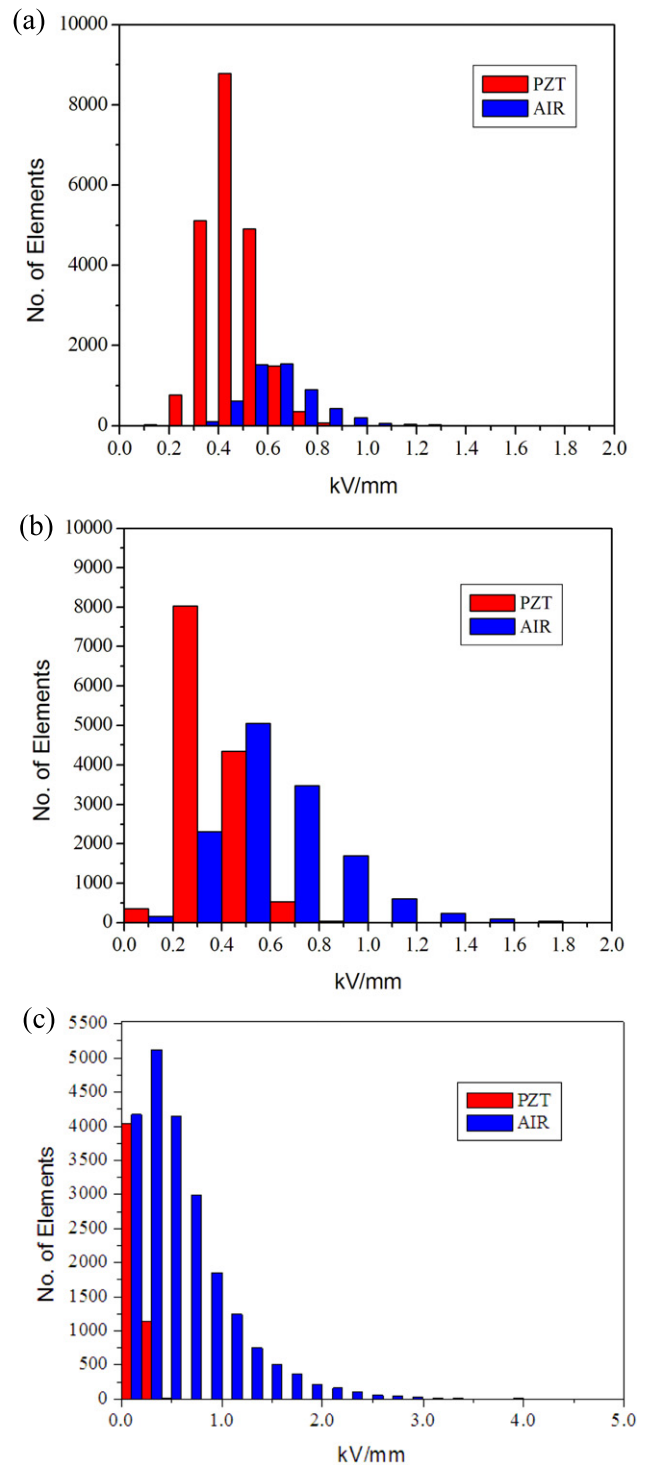 (a)
10000
8000
6000
4000
2000
0
No. of Elements
PZT
AIR
0.0 0.2 0.4 0.6 0.8 1.0 1.2 1.4 1.6 1.8 2.0
kV/mm
(b)
10000
9000
8000
7000
6000
5000
4000
3000
2000
1000
0
No. of Elements
PZT
AIR
0.0 0.2 0.4 0.6 0.8 1.0 1.2 1.4 1.6 1.8 2.0
kV/mm
(c)
5500
5000
4500
4000
3500
3000
2500
2000
1500
1000
500
0
No. of Elements
PZT
AIR
0.0 1.0 2.0 3.0 4.0 5.0
kV/mm